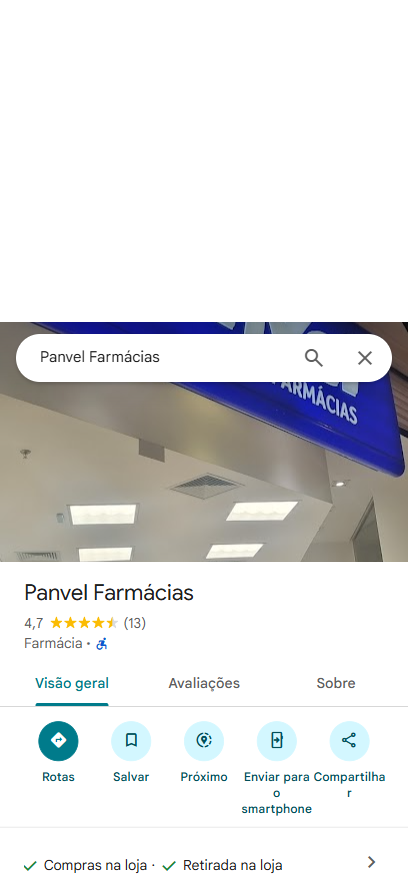 Panvel Farmácias
FARMÁCIAS
Panvel Farmácias
4,7 (13)
Farmácia ·
Visão geral Avaliações Sobre
Rotas Salvar Próximo Enviar para Compartilha
o r
smartphone
Compras na loja · Retirada na loja